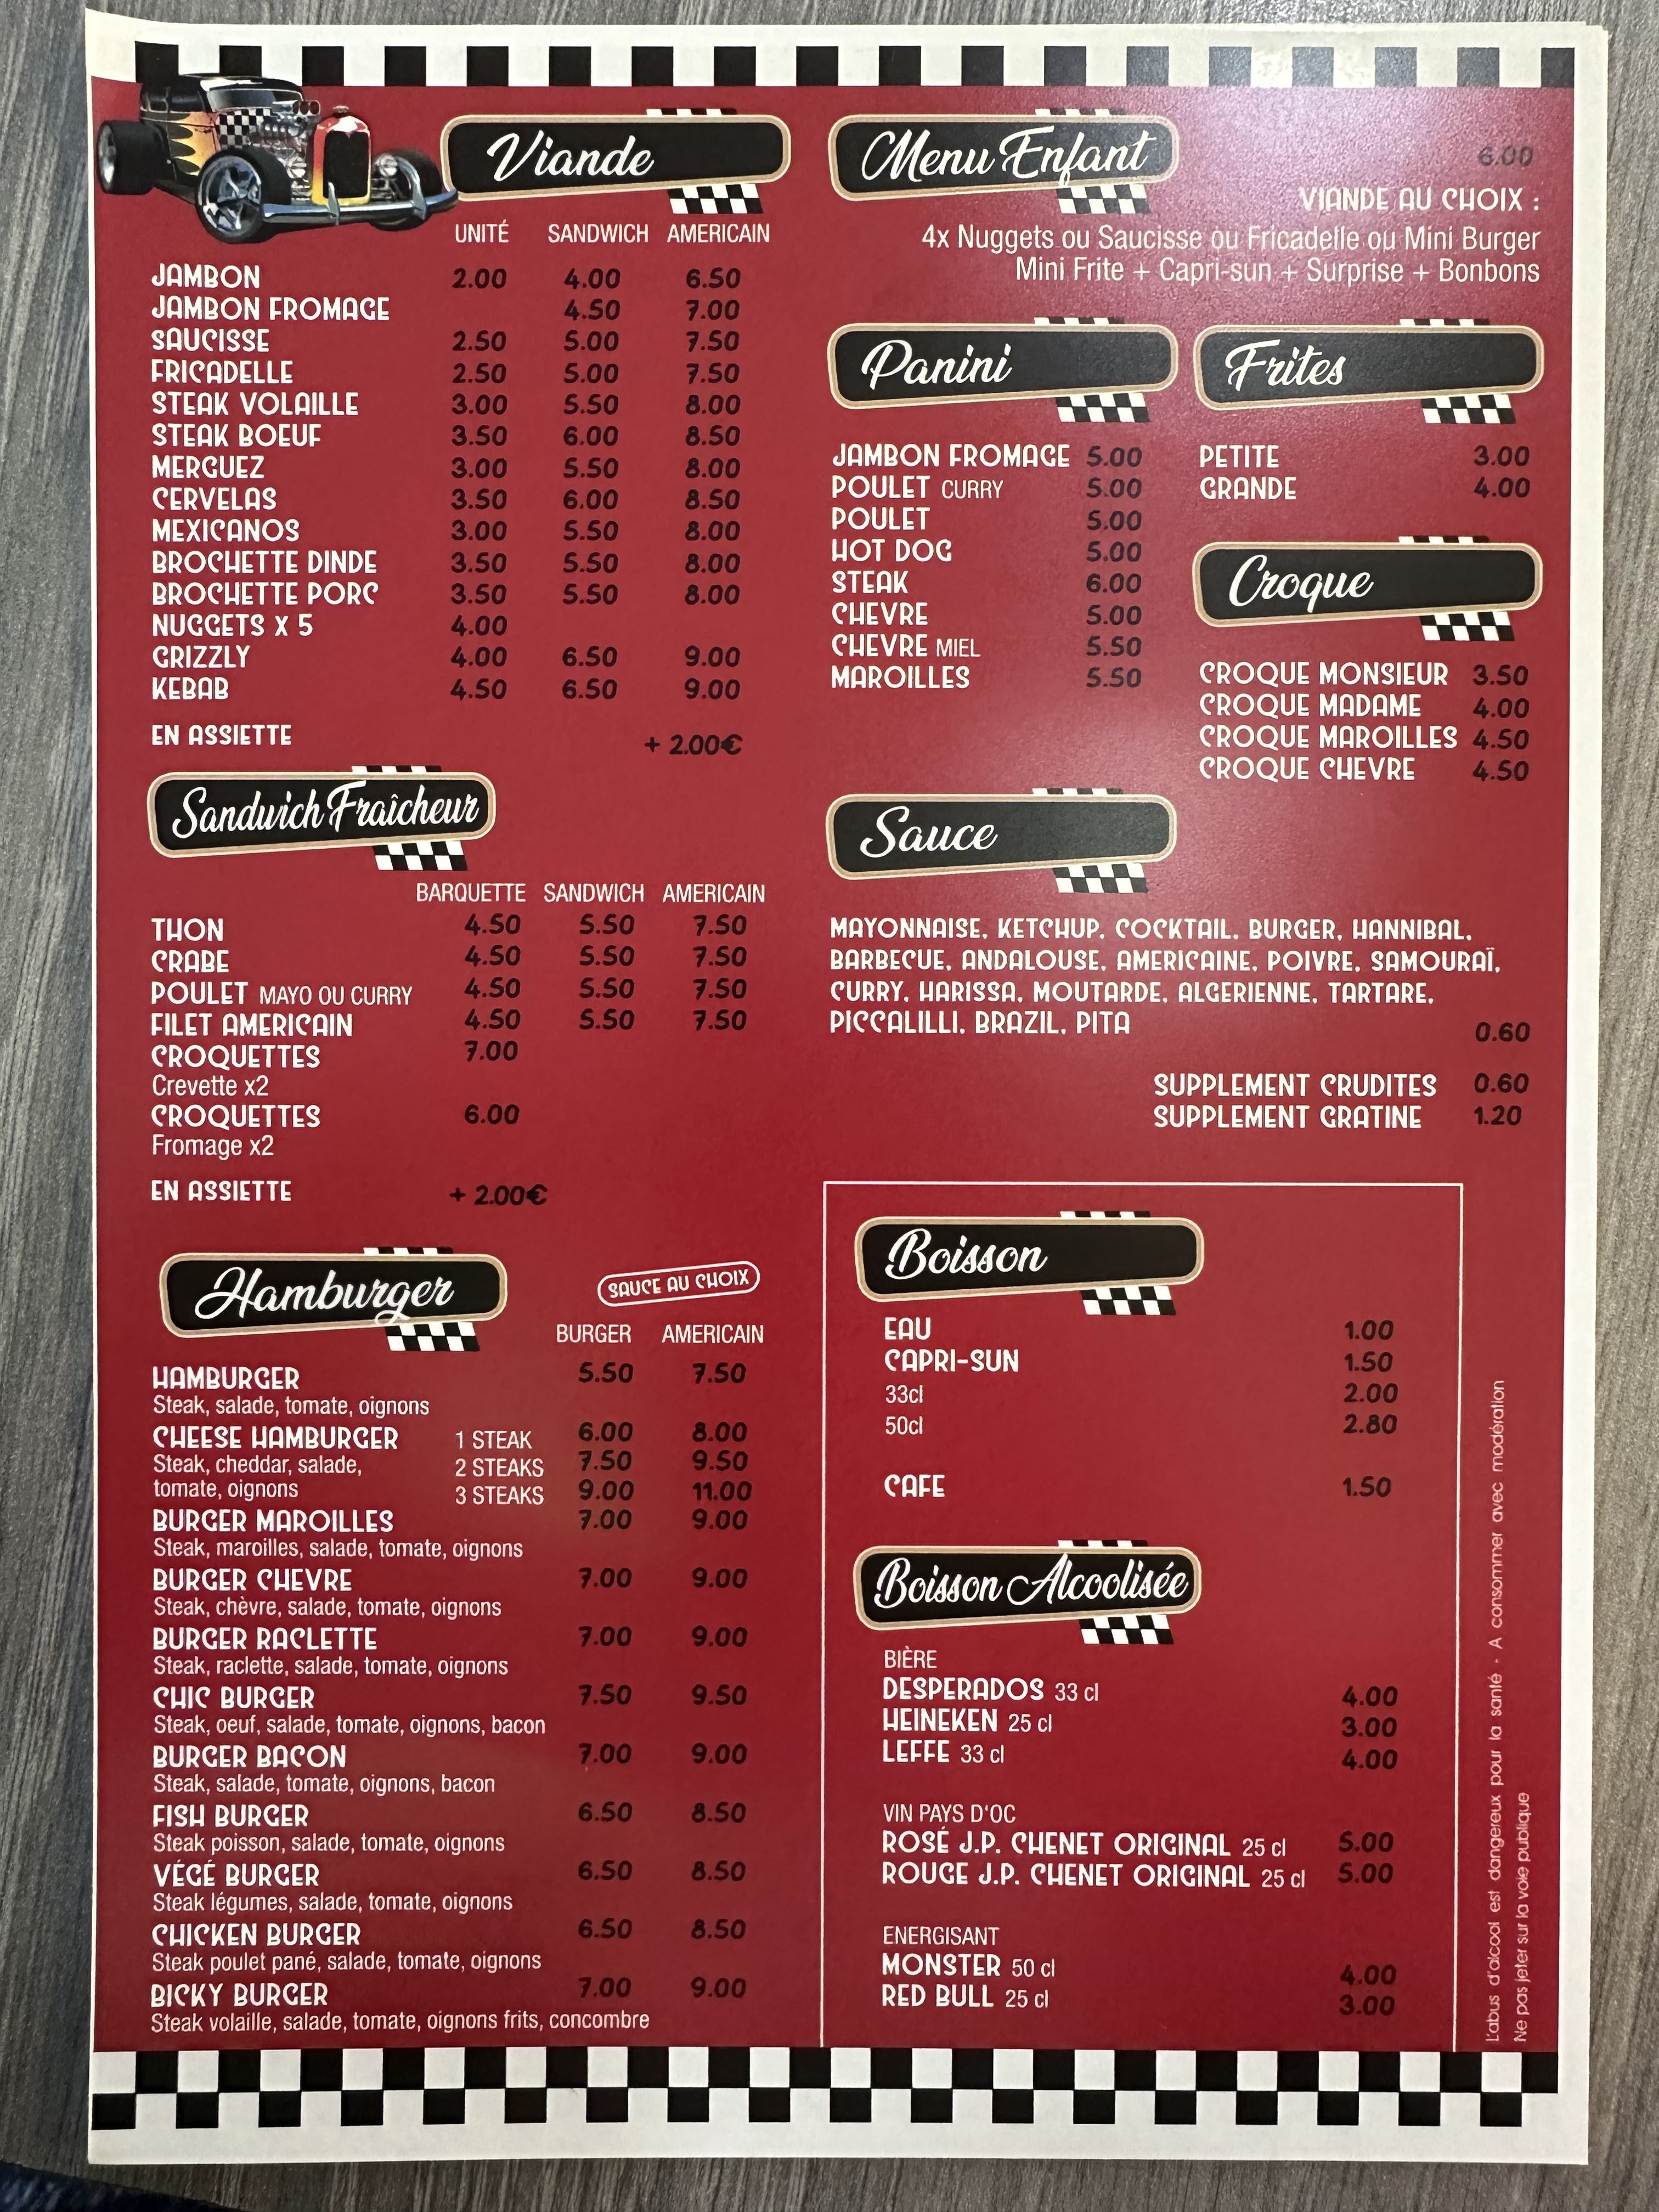 Viande
UNITÉ SANDWICH AMERICAIN
JAMBON 2.00 4.00 6.50
JAMBON FROMAGE 4.50 7.00
SAUCISSE 2.50 5.00 7.50
FRICADELLE 2.50 5.00 7.50
STEAK VOLAILLE 3.00 5.50 8.00
STEAK BOEUF 3.50 6.00 8.50
MERGUEZ 3.00 5.50 8.00
CERVELAS 3.50 6.00 8.50
MEXICANOS 3.00 5.50 8.00
BROCHETTE DINDE 3.50 5.50 8.00
BROCHETTE PORC 3.50 5.50 8.00
NUGGETS X 5 4.00
GRIZZLY 4.00 6.50 9.00
KEBAB 4.50 6.50 9.00
EN ASSIETTE + 2.00€
Sandwich Fraîcheur
BARQUETTE SANDWICH AMERICAIN
THON 4.50 5.50 7.50
CRABE 4.50 5.50 7.50
POULET MAYO OU CURRY 4.50 5.50 7.50
FILET AMERICAIN 4.50 5.50 7.50
CROQUETTES 7.00
Crevette x2
CROQUETTES 6.00
Fromage x2
EN ASSIETTE + 2.00€
Hamburger
SAUCE AU CHOIX
BURGER AMERICAIN
HAMBURGER 5.50 7.50
Steak, salade, tomate, oignons
CHEESE HAMBURGER 1 STEAK 6.00 8.00
Steak, cheddar, salade, 2 STEAKS 7.50 9.50
tomate, oignons 3 STEAKS 9.00 11.00
BURGER MAROILLES 7.00 9.00
Steak, maroilles, salade, tomate, oignons
BURGER CHEVRE 7.00 9.00
Steak, chèvre, salade, tomate, oignons
BURGER RACLETTE 7.00 9.00
Steak, raclette, salade, tomate, oignons
CHIC BURGER 7.50 9.50
Steak, oeuf, salade, tomate, oignons, bacon
BURGER BACON 7.00 9.00
Steak, salade, tomate, oignons, bacon
FISH BURGER 6.50 8.50
Steak poisson, salade, tomate, oignons
VÉGÉ BURGER 6.50 8.50
Steak légumes, salade, tomate, oignons
CHICKEN BURGER 6.50 8.50
Steak poulet pané, salade, tomate, oignons
BICKY BURGER 7.00 9.00
Steak volaille, salade, tomate, oignons frits, concombre
Menu Enfant 6.00
VIANDE AU CHOIX :
4x Nuggets ou Saucisse ou Fricadelle ou Mini Burger
Mini Frite + Capri-sun + Surprise + Bonbons
Panini
JAMBON FROMAGE 5.00
POULET CURRY 5.00
POULET 5.00
HOT DOG 5.00
STEAK 6.00
CHEVRE 5.00
CHEVRE MIEL 5.50
MAROILLES 5.50
Frites
PETITE 3.00
GRANDE 4.00
Croque
CROQUE MONSIEUR 3.50
CROQUE MADAME 4.00
CROQUE MAROILLES 4.50
CROQUE CHEVRE 4.50
Sauce
MAYONNAISE, KETCHUP, COCKTAIL, BURGER, HANNIBAL,
BARBECUE, ANDALOUSE, AMERICAINE, POIVRE, SAMOURAÏ,
CURRY, HARISSA, MOUTARDE, ALGERIENNE, TARTARE,
PICCALILLI, BRAZIL, PITA 0.60
SUPPLEMENT CRUDITES 0.60
SUPPLEMENT GRATINE 1.20
Boisson
EAU 1.00
CAPRI-SUN 1.50
33cl 2.00
50cl 2.80
CAFE 1.50
Boisson Alcoolisée
BIÈRE
DESPERADOS 33 cl 4.00
HEINEKEN 25 cl 3.00
LEFFE 33 cl 4.00
VIN PAYS D'OC
ROSÉ J.P. CHENET ORIGINAL 25 cl 5.00
ROUGE J.P. CHENET ORIGINAL 25 cl 5.00
ENERGISANT
MONSTER 50 cl 4.00
RED BULL 25 cl 3.00
L'abus d'alcool est dangereux pour la santé - A consommer avec modération
Ne pas jeter sur la voie publique